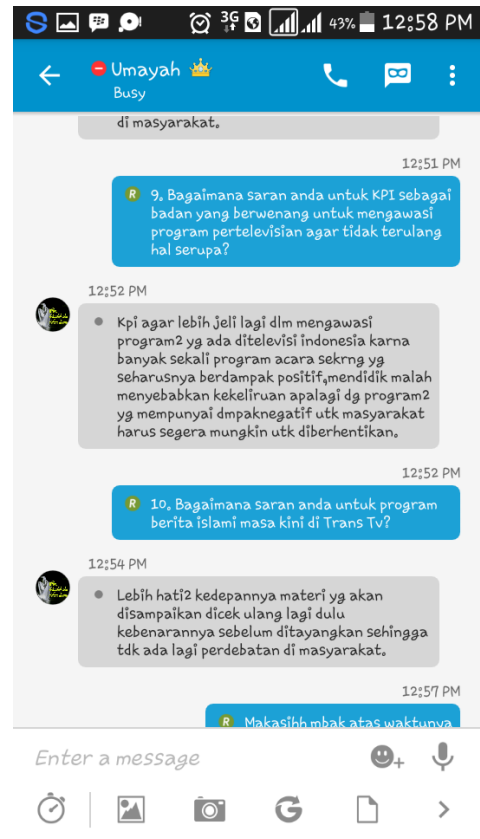 3G
43%
12:58 PM
Umayah
Busy
di masyarakat.
12:51 PM
R
9. Bagaimana saran anda untuk KPI sebagai
badan yang berwenang untuk mengawasi
program pertelevisian agar tidak terulang
hal serupa?
12:52 PM
Kpi agar lebih jeli lagi dlm mengawasi
program2 yg ada ditelevisi indonesia karna
banyak sekali program acara sekrng yg
seharusnya berdampak positif,mendidik malah
menyebabkan kekeliruan apalagi dg program2
yg mempunyai dmpaknegatif utk masyarakat
harus segera mungkin utk diberhentikan.
12:52 PM
R
10. Bagaimana saran anda untuk program
berita islami masa kini di Trans Tv?
12:54 PM
Lebih hati2 kedepannya materi yg akan
disampaikan dicek ulang lagi dulu
kebenarannya sebelum ditayangkan sehingga
tdk ada lagi perdebatan di masyarakat.
12:57 PM
R
Makasihh mbak atas waktunya
Enter a message